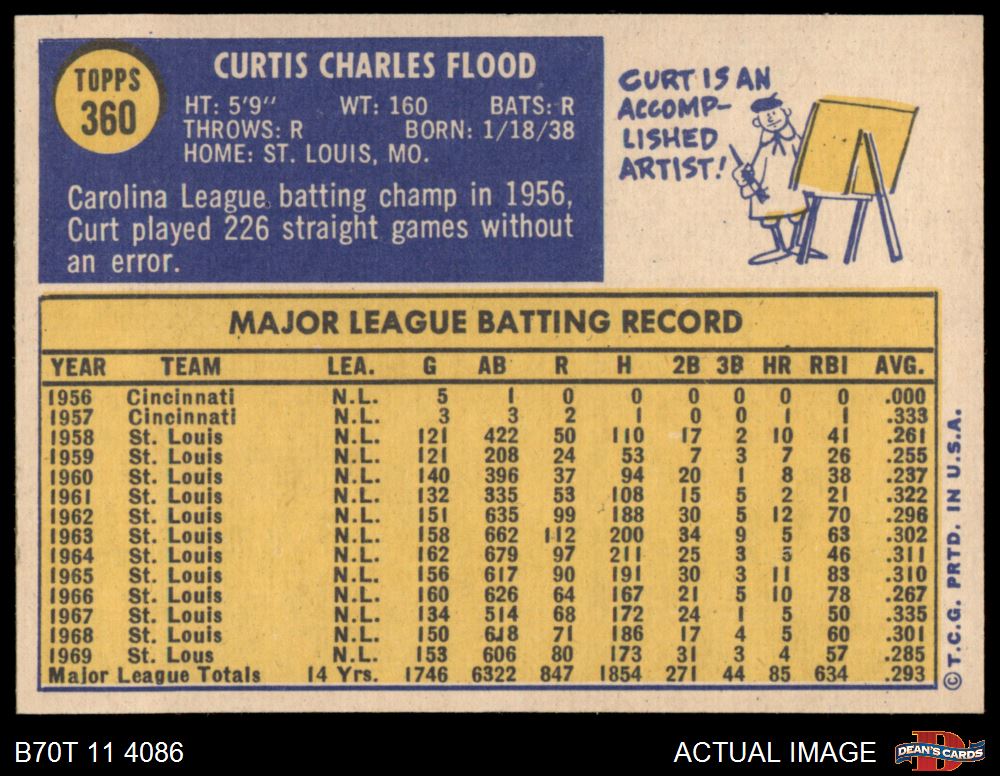 TOPPS
360
CURTIS CHARLES FLOOD
HT: 5'9" WT: 160 BATS: R
THROWS: R BORN: 1/18/38
HOME: ST. LOUIS, MO.
Carolina League batting champ in 1956,
Curt played 226 straight games without
an error.
CURT IS AN
ACCOMP-
LISHED
ARTIST!
MAJOR LEAGUE BATTING RECORD
YEAR TEAM LEA. G AB R H 2B 3B HR RBI AVG.
1956 Cincinnati N.L. 5 1 0 0 0 0 0 0 .000
1957 Cincinnati N.L. 3 3 2 1 0 0 1 1 .333
1958 St. Louis N.L. 121 422 50 110 17 2 10 41 .261
1959 St. Louis N.L. 121 208 24 53 7 3 7 26 .255
1960 St. Louis N.L. 140 396 37 94 20 1 8 38 .237
1961 St. Louis N.L. 132 335 53 108 15 5 2 21 .322
1962 St. Louis N.L. 151 635 99 188 30 5 12 70 .296
1963 St. Louis N.L. 158 662 112 200 34 9 5 63 .302
1964 St. Louis N.L. 162 679 97 211 25 3 5 46 .311
1965 St. Louis N.L. 156 617 90 191 30 3 11 83 .310
1966 St. Louis N.L. 160 626 64 167 21 5 10 78 .267
1967 St. Louis N.L. 134 514 68 172 24 1 5 50 .335
1968 St. Louis N.L. 150 618 71 186 17 4 5 60 .301
1969 St. Lous N.L. 153 606 80 173 31 3 4 57 .285
Major League Totals 14 Yrs. 1746 6322 847 1854 271 44 85 634 .293
© T.C.G. PRTD. IN U.S.A.
B70T 11 4086
ACTUAL IMAGE
DEAN'S CARDS